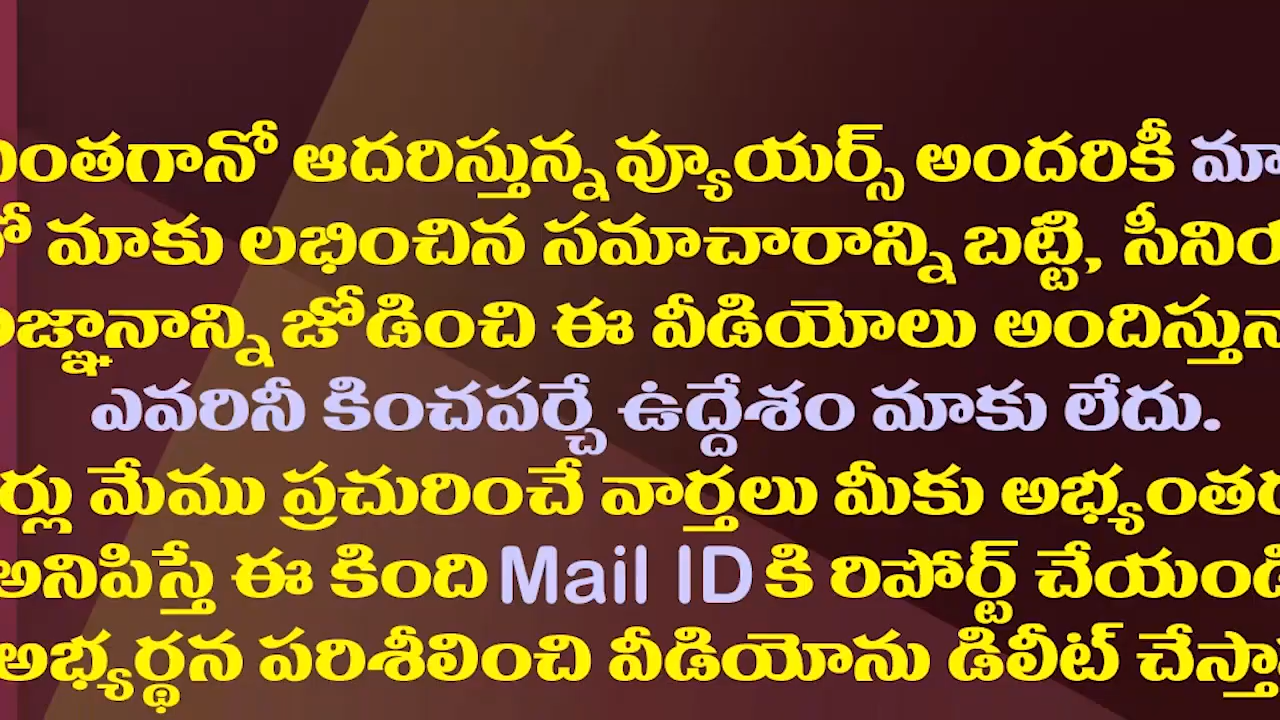 ఆదరిస్తున్న వ్యూయర్స్ అందరికీ మా
మాకు లభించిన సమాచారాన్ని బట్టి, సీనియ
జోడించి ఈ వీడియోలు అందిస్తున
ఎవరినీ కించపర్చే ఉద్దేశం మాకు లేదు.
మేము ప్రచురించే వార్తలు మీకు అభ్యంతర
అనిపిస్తే ఈ కింది Mail ID కి రిపోర్ట్ చేయండి
అభ్యర్థన పరిశీలించి వీడియోను డిలీట్ చేస్తా